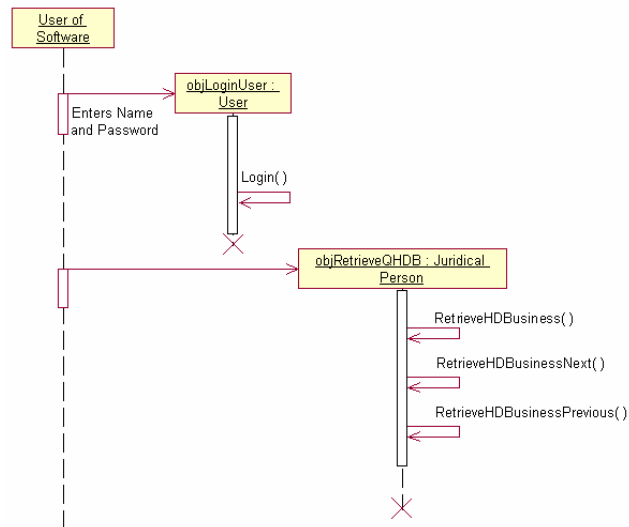 User of
Software
objLoginUser :
User
Enters Name
and Password
Login( )
objRetrieveQHDB : Juridical
Person
RetrieveHDBusiness( )
RetrieveHDBusinessNext( )
RetrieveHDBusinessPrevious( )